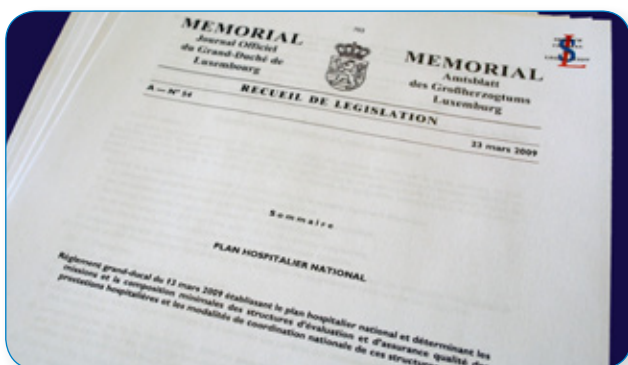 MEMORIAL
Journal Officiel
du Grand-Duché de
Luxembourg
MEMORIAL
Amtsblatt
des Großherzogtums
Luxemburg
RECUEIL DE LEGISLATION
A — N° 54
23 mars 2009
Sommaire
PLAN HOSPITALIER NATIONAL
Règlement grand-ducal du 13 mars 2009 établissant le plan hospitalier national et déterminant les
missions et la composition minimales des structures d'évaluation et d'assurance qualité des
prestations hospitalières et les modalités de coordination nationale de ces structures